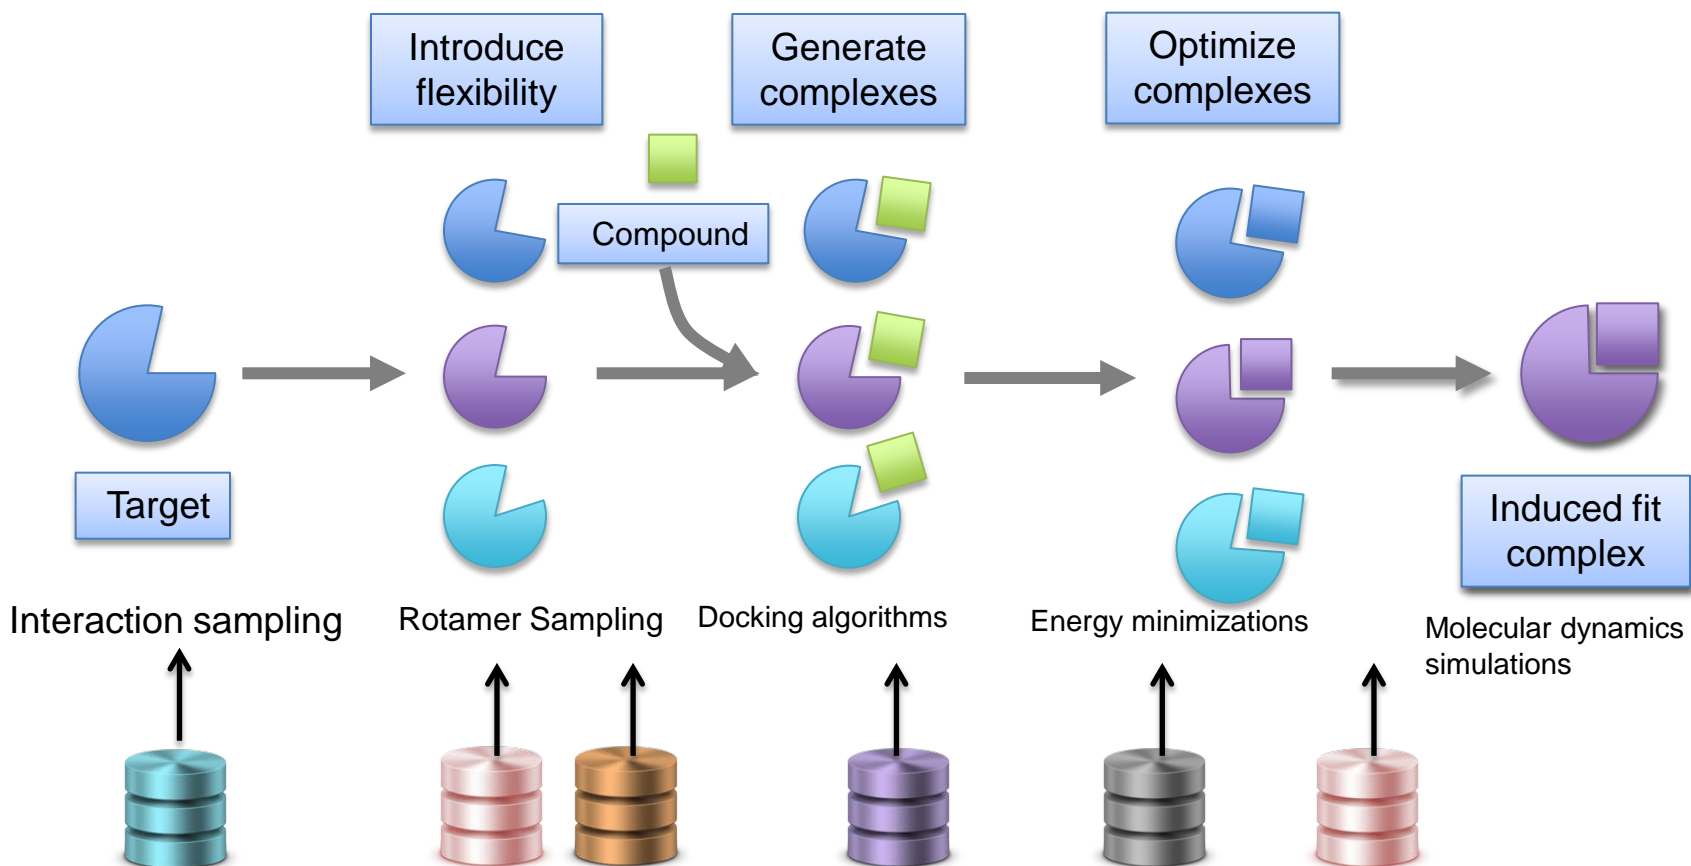 Introduce
flexibility
Generate
complexes
Optimize
complexes
Compound
Target
Induced fit
complex
Interaction sampling
Rotamer Sampling
Docking algorithms
Energy minimizations
Molecular dynamics
simulations